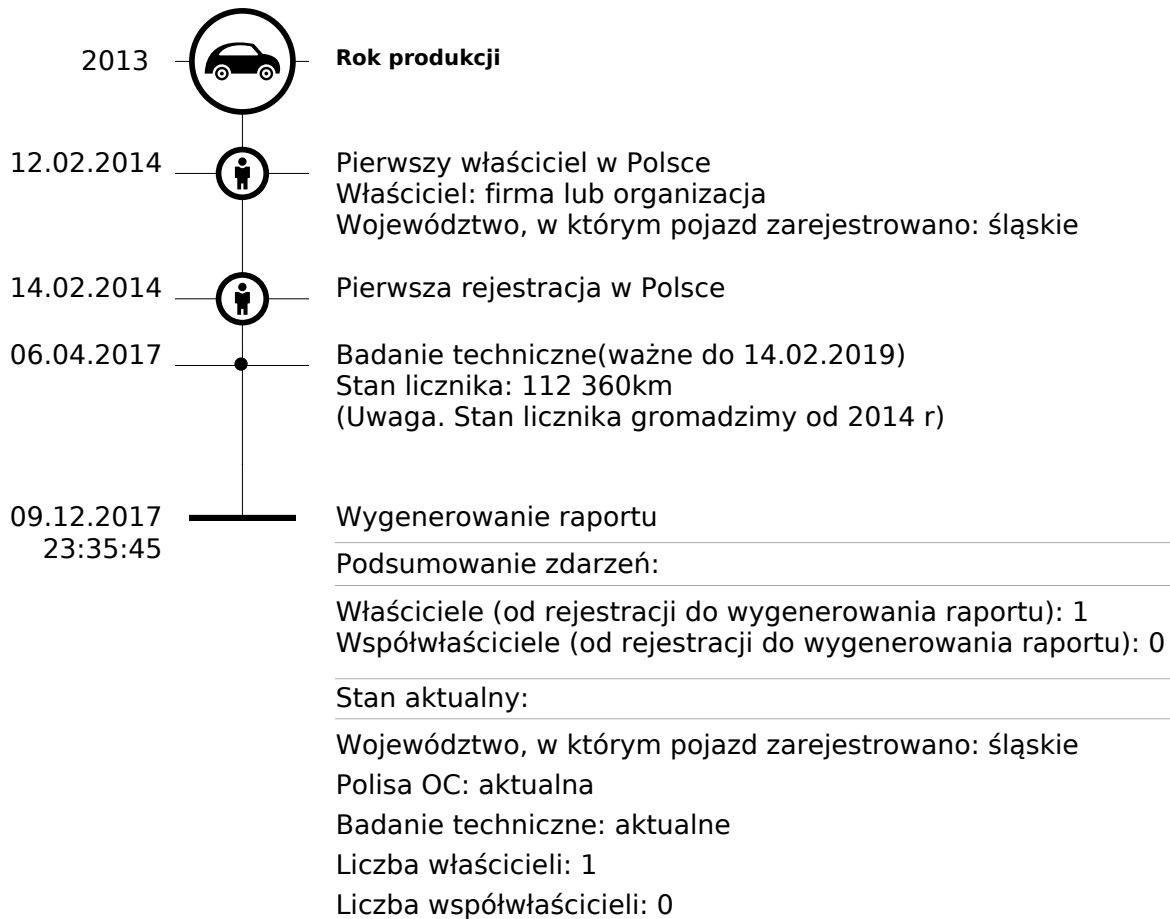 2013
Rok produkcji
12.02.2014
Pierwszy właściciel w Polsce
Właściciel: firma lub organizacja
Województwo, w którym pojazd zarejestrowano: śląskie
14.02.2014
Pierwsza rejestracja w Polsce
06.04.2017
Badanie techniczne(ważne do 14.02.2019)
Stan licznika: 112 360km
(Uwaga. Stan licznika gromadzimy od 2014 r)
09.12.2017
23:35:45
Wygenerowanie raportu
Podsumowanie zdarzeń:
Właściciele (od rejestracji do wygenerowania raportu): 1
Współwłaściciele (od rejestracji do wygenerowania raportu): 0
Stan aktualny:
Województwo, w którym pojazd zarejestrowano: śląskie
Polisa OC: aktualna
Badanie techniczne: aktualne
Liczba właścicieli: 1
Liczba współwłaścicieli: 0